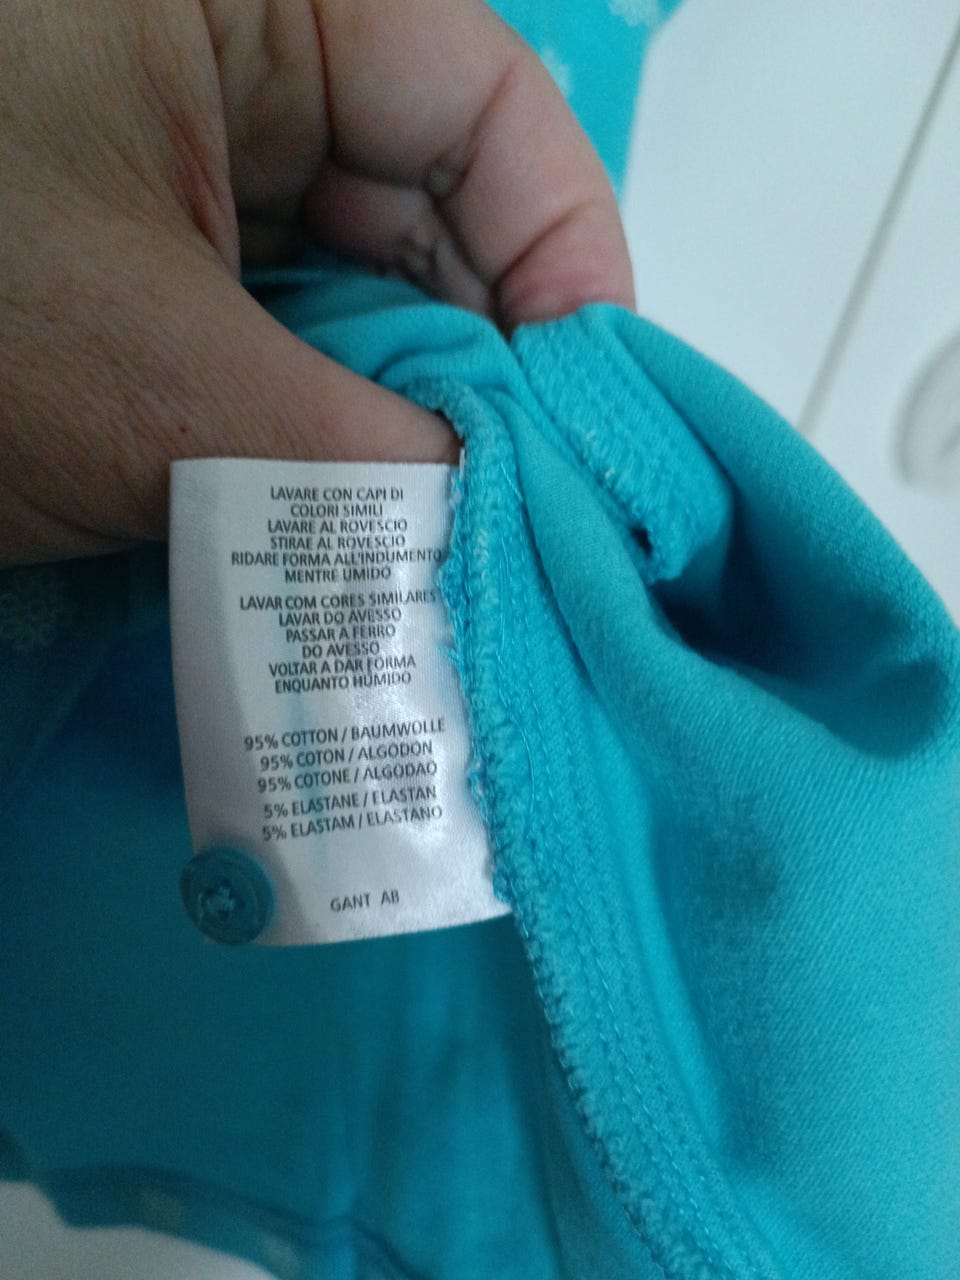 LAVARE CON CAPI DI
COLORI SIMILI
LAVARE AL ROVESCIO
STIRAE AL ROVESCIO
RIDARE FORMA ALL'INDUMENTO
MENTRE UMIDO
LAVAR COM CORES SIMILARES
LAVAR DO AVESSO
PASSAR A FERRO
DO AVESSO
VOLTAR A DAR FORMA
ENQUANTO HÚMIDO
95% COTTON / BAUMWOLLE
95% COTON / ALGODON
95% COTONE / ALGODAO
5% ELASTANE / ELASTAN
5% ELASTAM / ELASTANO
GANT AB